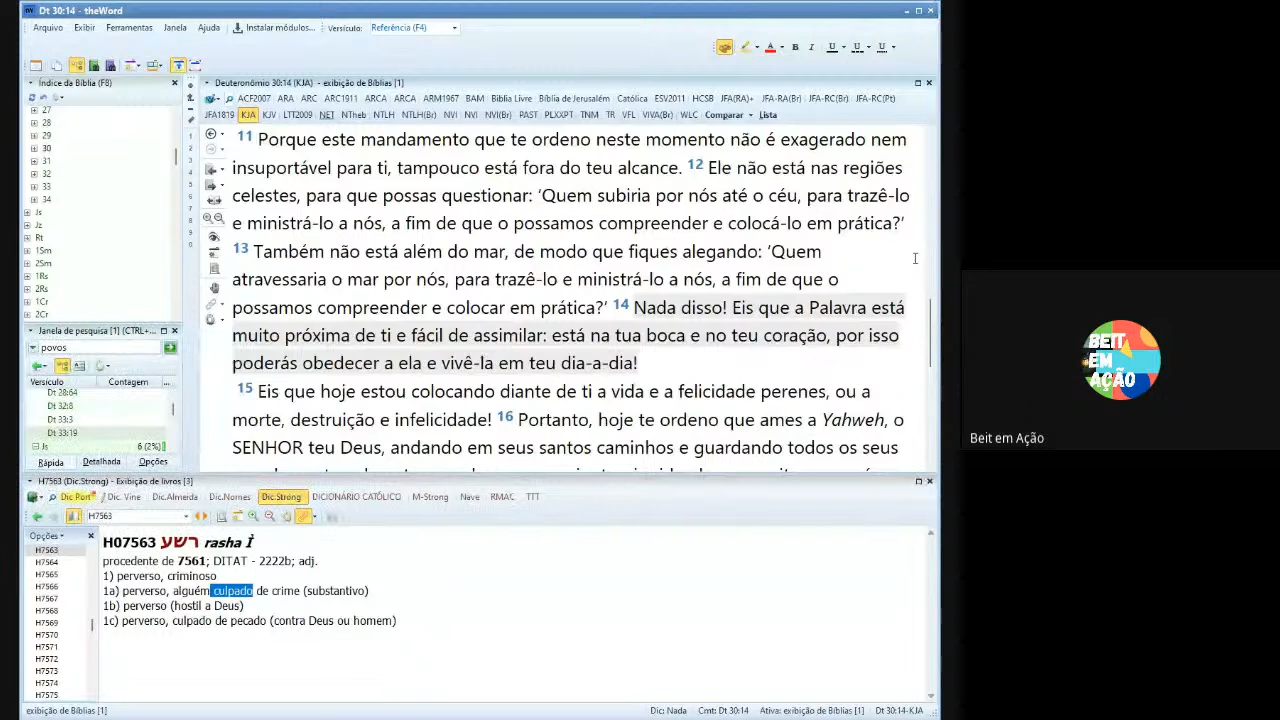 Dt 30:14 - theWord
Arquivo Exibir Ferramentas Janela Ajuda Instalar módulos... Versículo: Referência (F4)
Índice da Bíblia (F8)
27
28
29
30
31
32
33
34
Js
Jz
Rt
1Sm
2Sm
1Rs
2Rs
1Cr
Janela de pesquisa [1] (CTRL+...
povos
Versículo Contagem
Dt 28:64
Dt 32:8
Dt 33:3
Dt 33:19
Js 6 (2%)
Rápida Detalhada Opções
Deuteronômio 30:14 (KJA) - exibição de Bíblias [1]
ACF2007 ARA ARC ARC1911 ARCA ARCA ARM1967 BAM Biblia Livre Bíblia de Jerusalém Católica ESV2011 HCSB JFA(RA)+ JFA-RA(Br) JFA-RC(Br) JFA-RC(Pt)
JFA1819 KJA KJV LTT2009 NET NTheb NTLH NTLH(Br) NVI NVI(Br) PAST PLXXPT TNM TR VFL VIVA(Br) WLC Comparar Lista
11 Porque este mandamento que te ordeno neste momento não é exagerado nem
insuportável para ti, tampouco está fora do teu alcance. 12 Ele não está nas regiões
celestes, para que possas questionar: ‘Quem subiria por nós até o céu, para trazê-lo
e ministrá-lo a nós, a fim de que o possamos compreender e colocá-lo em prática?’
13 Também não está além do mar, de modo que fiques alegando: ‘Quem
atravessaria o mar por nós, para trazê-lo e ministrá-lo a nós, a fim de que o
possamos compreender e colocar em prática?’ 14 Nada disso! Eis que a Palavra está
muito próxima de ti e fácil de assimilar: está na tua boca e no teu coração, por isso
poderás obedecer a ela e vivê-la em teu dia-a-dia!
15 Eis que hoje estou colocando diante de ti a vida e a felicidade perenes, ou a
morte, destruição e infelicidade! 16 Portanto, hoje te ordeno que ames a Yahweh, o
SENHOR teu Deus, andando em seus santos caminhos e guardando todos os seus
H7563 (Dic.Strong) - Exibição de livros [3]
Dic Port Dic. Vine Dic.Almeida Dic.Nomes Dic.Strong DICIONÁRIO CATÓLICO M-Strong Nave RMAC TTT
H7563
Opções
H7563
H7564
H7565
H7566
H7567
H7568
H7569
H7570
H7571
H7572
H7573
H7574
H7575
H07563 רשע rasha Ì
procedente de 7561; DITAT - 2222b; adj.
1) perverso, criminoso
1a) perverso, alguém culpado de crime (substantivo)
1b) perverso (hostil a Deus)
1c) perverso, culpado de pecado (contra Deus ou homem)
exibição de Bíblias [1] Dic: Nada Cmt: Dt 30:14 Ativa: exibição de Bíblias [1] Dt 30:14-KJA
BEIT
EM
AÇÃO
Beit em Ação